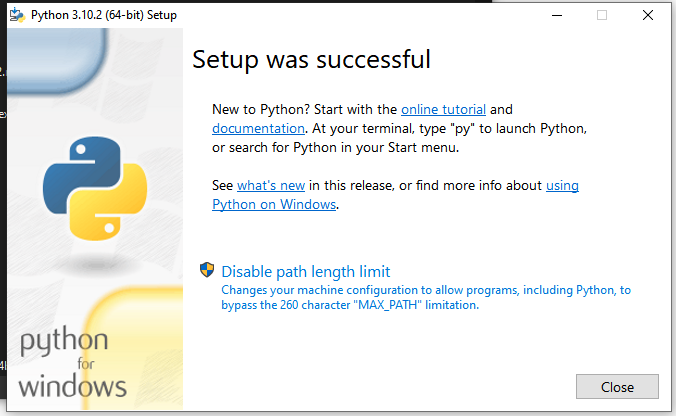 Python 3.10.2 (64-bit) Setup
Setup was successful
New to Python? Start with the online tutorial and
documentation. At your terminal, type "py" to launch Python,
or search for Python in your Start menu.
See what's new in this release, or find more info about using
Python on Windows.
Disable path length limit
Changes your machine configuration to allow programs, including Python, to
bypass the 260 character "MAX_PATH" limitation.
python
for
windows
Close